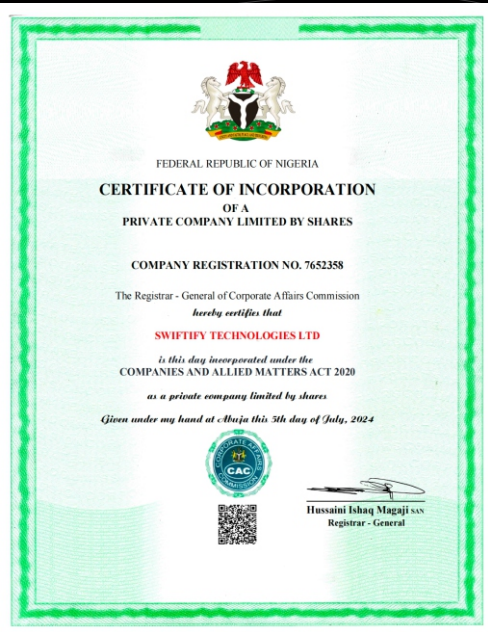 FEDERAL REPUBLIC OF NIGERIA
CERTIFICATE OF INCORPORATION
OF A
PRIVATE COMPANY LIMITED BY SHARES
COMPANY REGISTRATION NO. 7652358
The Registrar - General of Corporate Affairs Commission
hereby certifies that
SWIFTIFY TECHNOLOGIES LTD
is this day incorporated under the
COMPANIES AND ALLIED MATTERS ACT 2020
as a private company limited by shares
Given under my hand at Abuja this 5th day of July, 2024
CORPORATE AFFAIRS
CAC
COMMISSION
Hussaini Ishaq Magaji SAN
Registrar - General